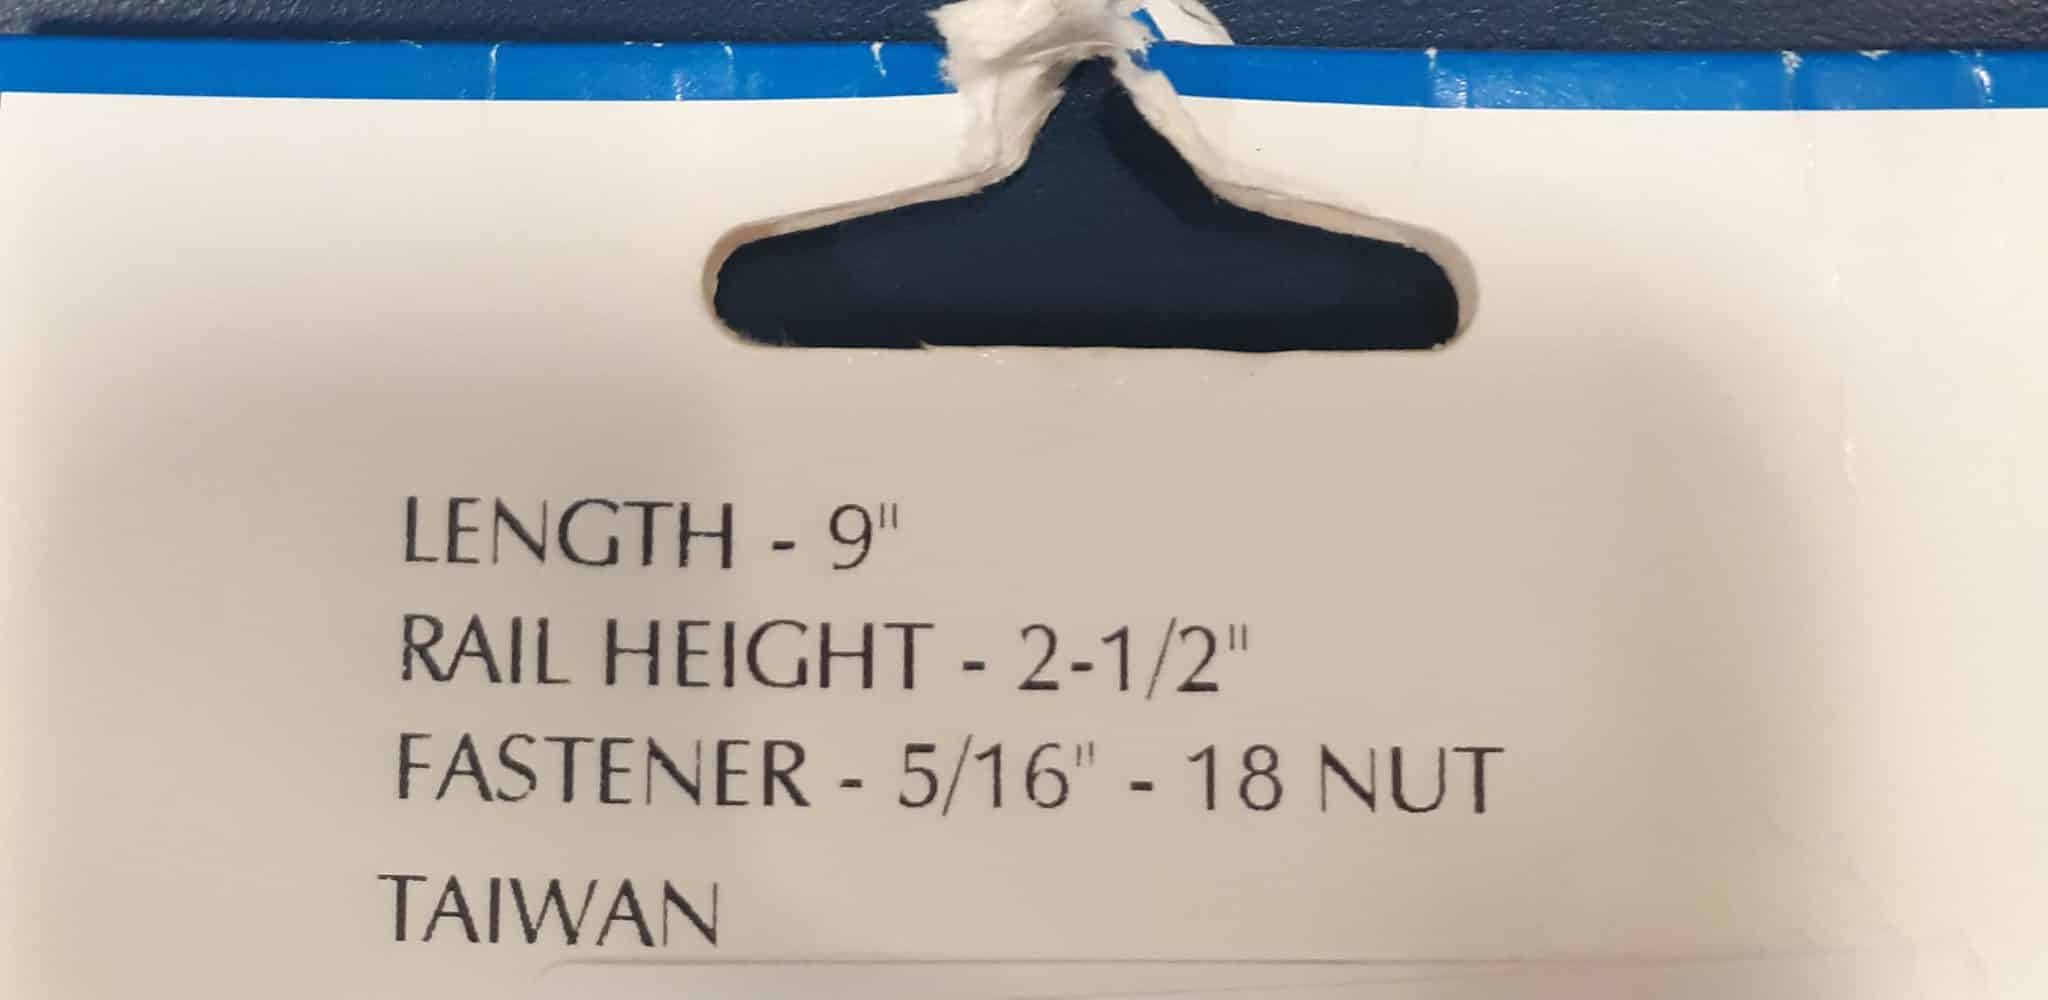 LENGTH - 9"
RAIL HEIGHT - 2-1/2"
FASTENER - 5/16" - 18 NUT
TAIWAN